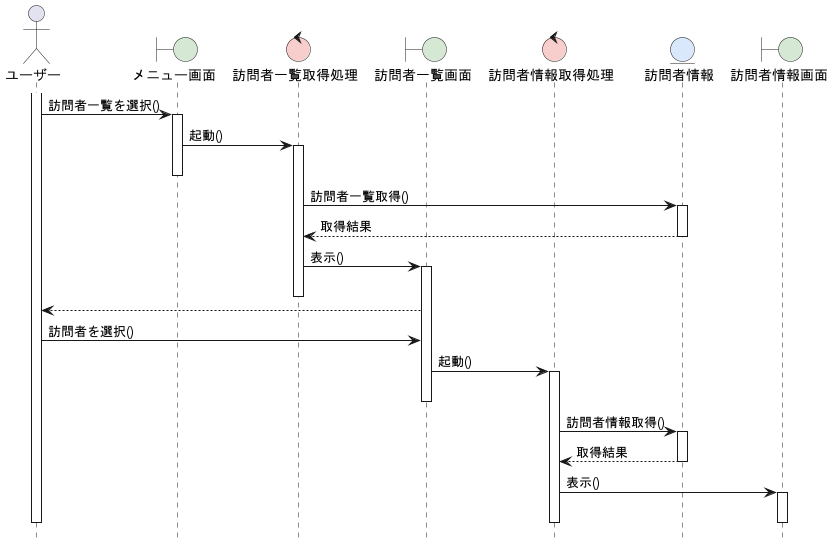 ユーザー
メニュー画面
訪問者一覧取得処理
訪問者一覧画面
訪問者情報取得処理
訪問者情報
訪問者情報画面
訪問者一覧を選択()
起動()
訪問者一覧取得()
取得結果
表示()
訪問者を選択()
起動()
訪問者情報取得()
取得結果
表示()